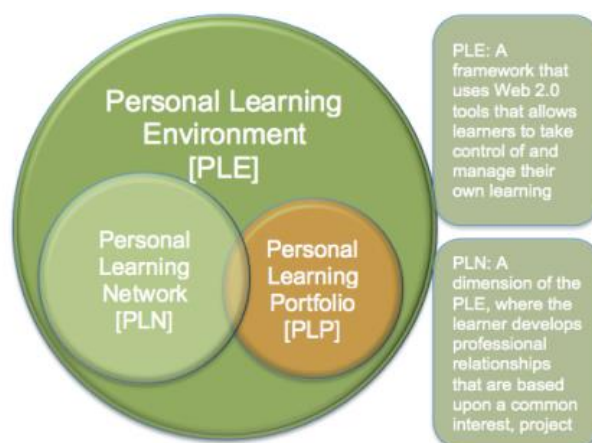 Personal Learning
Environment
[PLE]
Personal
Learning
Network
[PLN]
Personal
Learning
Portfolio
[PLP]
PLE: A
framework that
uses Web 2.0
tools that allows
learners to take
control of and
manage their
own learning
PLN: A
dimension of the
PLE, where the
learner develops
professional
relationships
that are based
upon a common
interest, project